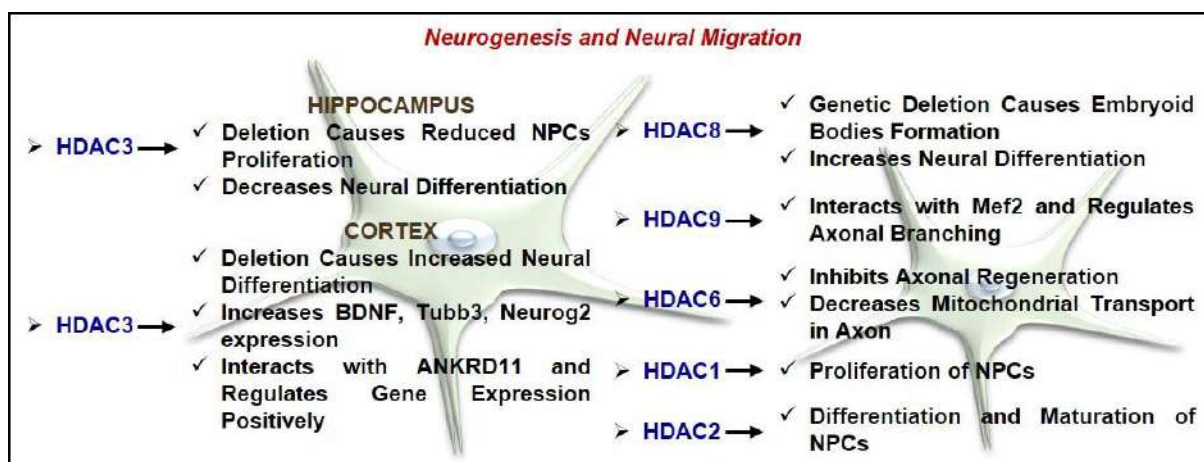 Neurogenesis and Neural Migration
HIPPOCAMPUS
➢ HDAC3
✓ Deletion Causes Reduced NPCs
Proliferation
✓ Decreases Neural Differentiation
CORTEX
➢ HDAC3
✓ Deletion Causes Increased Neural
Differentiation
✓ Increases BDNF, Tubb3, Neurog2
expression
✓ Interacts with ANKRD11 and
Regulates Gene Expression
Positively
➢ HDAC8
✓ Genetic Deletion Causes Embryoid
Bodies Formation
✓ Increases Neural Differentiation
➢ HDAC9
✓ Interacts with Mef2 and Regulates
Axonal Branching
➢ HDAC6
✓ Inhibits Axonal Regeneration
✓ Decreases Mitochondrial Transport
in Axon
➢ HDAC1
✓ Proliferation of NPCs
➢ HDAC2
✓ Differentiation and Maturation of
NPCs